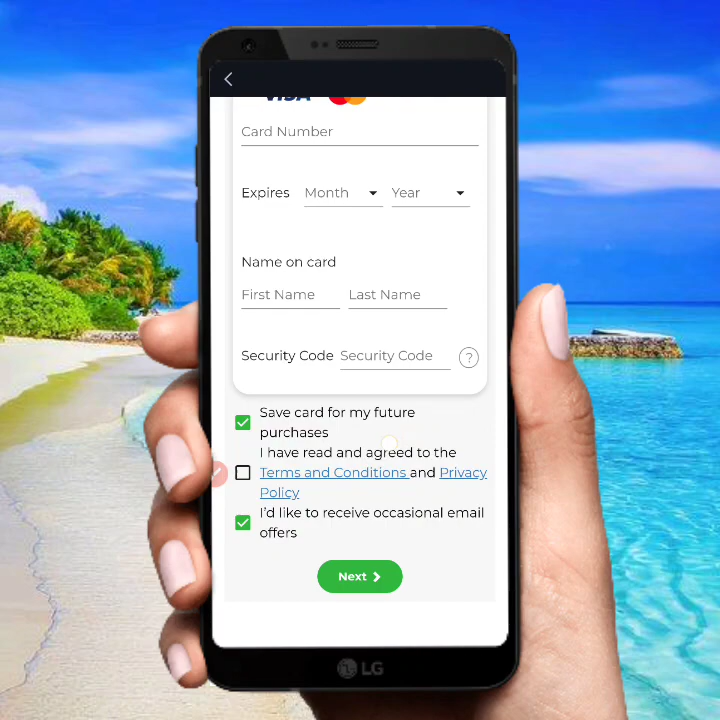 VISA
Card Number
Expires Month Year
Name on card
First Name Last Name
Security Code Security Code ?
Save card for my future
purchases
I have read and agreed to the
Terms and Conditions and Privacy
Policy
I'd like to receive occasional email
offers
Next
LG